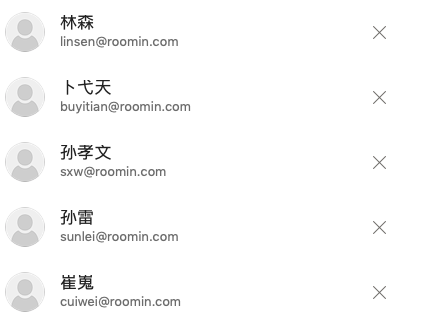 林森
linsen@roomin.com
卜弋天
buyitian@roomin.com
孙孝文
sxw@roomin.com
孙雷
sunlei@roomin.com
崔嵬
cuiwei@roomin.com